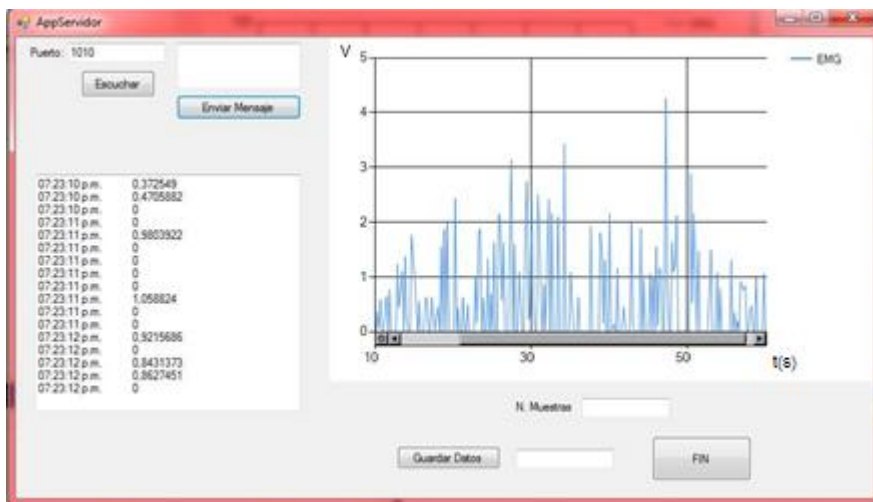 AppServidor
Puerto: 1010
Escuchar
Enviar Mensaje
07:23:10 p.m. 0,372549
07:23:10 p.m. 0,4705882
07:23:10 p.m. 0
07:23:11 p.m. 0
07:23:11 p.m. 0,9803922
07:23:11 p.m. 0
07:23:11 p.m. 0
07:23:11 p.m. 0
07:23:11 p.m. 0
07:23:11 p.m. 1,058824
07:23:11 p.m. 0
07:23:11 p.m. 0
07:23:12 p.m. 0,9215686
07:23:12 p.m. 0
07:23:12 p.m. 0,8431373
07:23:12 p.m. 0,8627451
07:23:12 p.m. 0
V
5
4
3
2
1
0
10 30 50
t(s)
EMG
N. Muestras
Guardar Datos
FIN